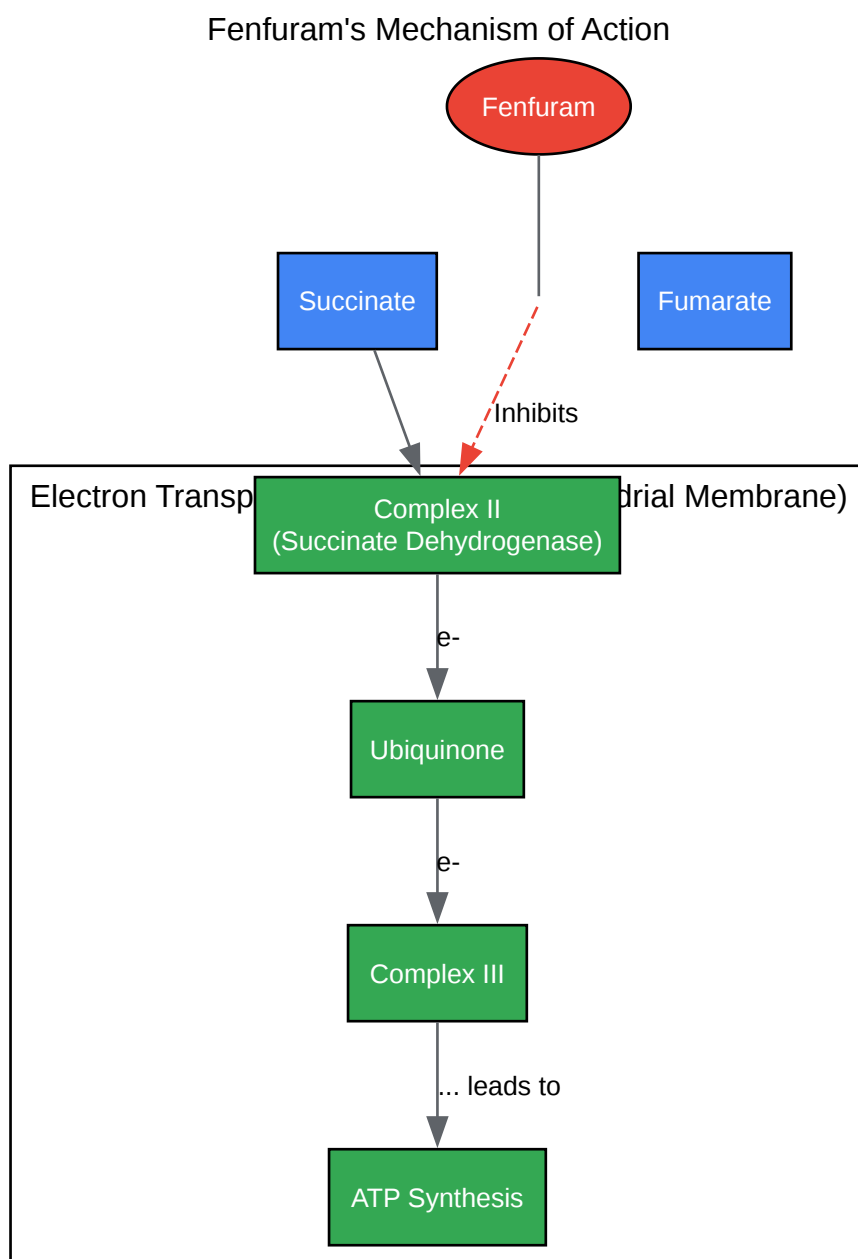 Fenfuram's Mechanism of Action
Fenfuram
Succinate
Fumarate
Inhibits
Electron drial Membrane)
Complex II
(Succinate Dehydrogenase)
e-
Ubiquinone
e-
Complex III
... leads to
ATP Synthesis